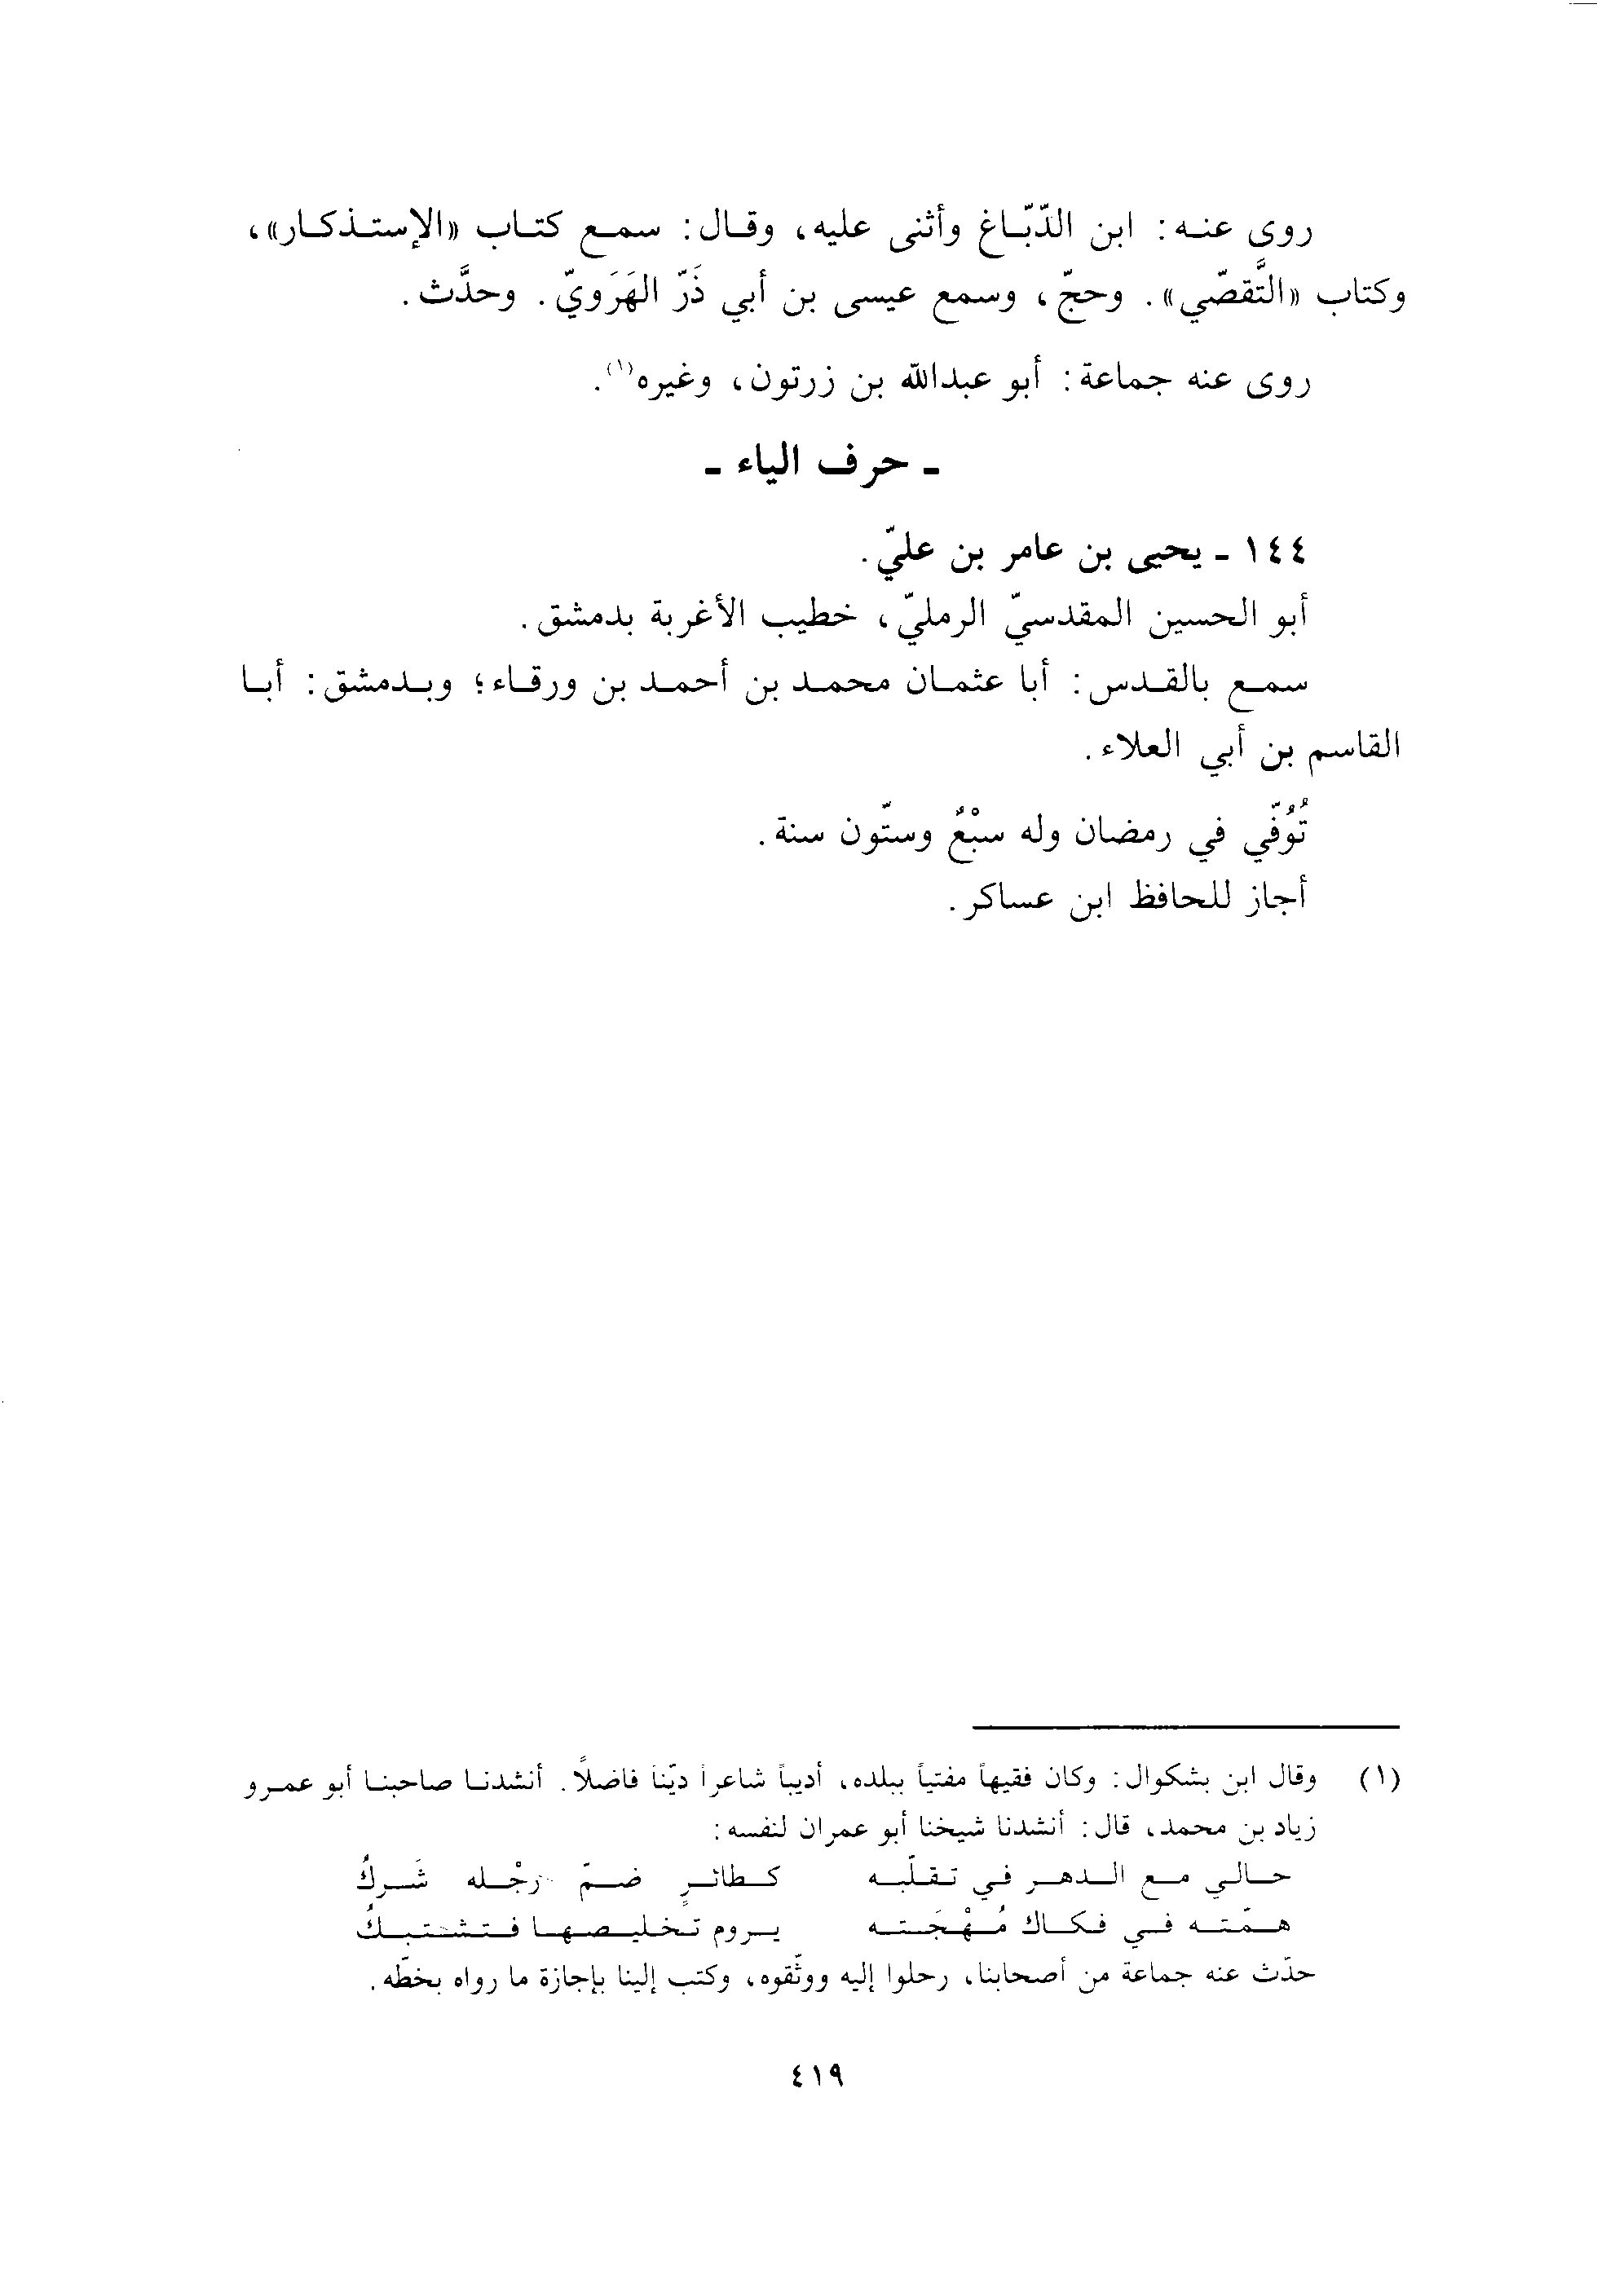 روى عنه: ابن الدّبّاغ وأثنى عليه، وقال: سمع كتاب «الإستذكار»،
وكتاب «التَّقصّي». وحجّ، وسمع عيسى بن أبي ذَرّ الهَرَويّ. وحدَّث.
روى عنه جماعة: أبو عبدالله بن زرتون، وغيره(١).
- حرف الياء -
١٤٤ - يحيى بن عامر بن عليّ.
أبو الحسين المقدسيّ الرمليّ، خطيب الأغربة بدمشق.
سمع بالقدس: أبا عثمان محمد بن أحمد بن ورقاء؛ وبدمشق: أبا
القاسم بن أبي العلاء.
تُوُفّي في رمضان وله سبْعٌ وستّون سنة.
أجاز للحافظ ابن عساكر.
(١) وقال ابن بشكوال: وكان فقيهاً مفتياً ببلده، أديباً شاعراً ديّناً فاضلاً. أنشدنا صاحبنا أبو عمرو
زياد بن محمد، قال: أنشدنا شيخنا أبو عمران لنفسه:
حالي مع الدهر في تقلّبه كطائرٍ ضمّ رجْله شَركُ
همّته في فكاك مُهْجَته يروم تخليصها فتشتبكُ
حدّث عنه جماعة من أصحابنا، رحلوا إليه ووثّقوه، وكتب إلينا بإجازة ما رواه بخطّه.
٤١٩